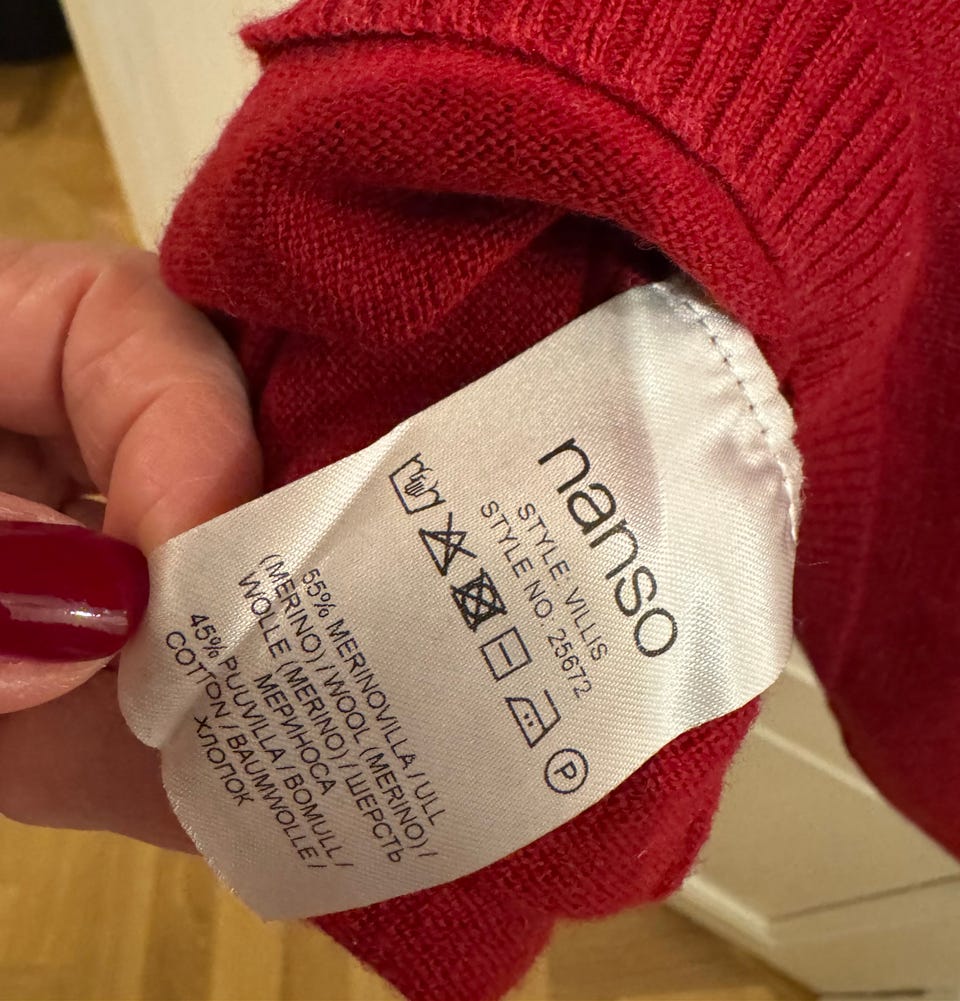 nanso
STYLE: VILLIS
STYLE NO: 25672
P
55% MERINOVILLA / ULL
(MERINO) / WOOL (MERINO) /
WOLLE (MERINO) / ШЕРСТЬ
МЕРИНОСА
45% PUUVILLA / BOMULL /
COTTON / BAUMWOLLE /
ХЛОПОК